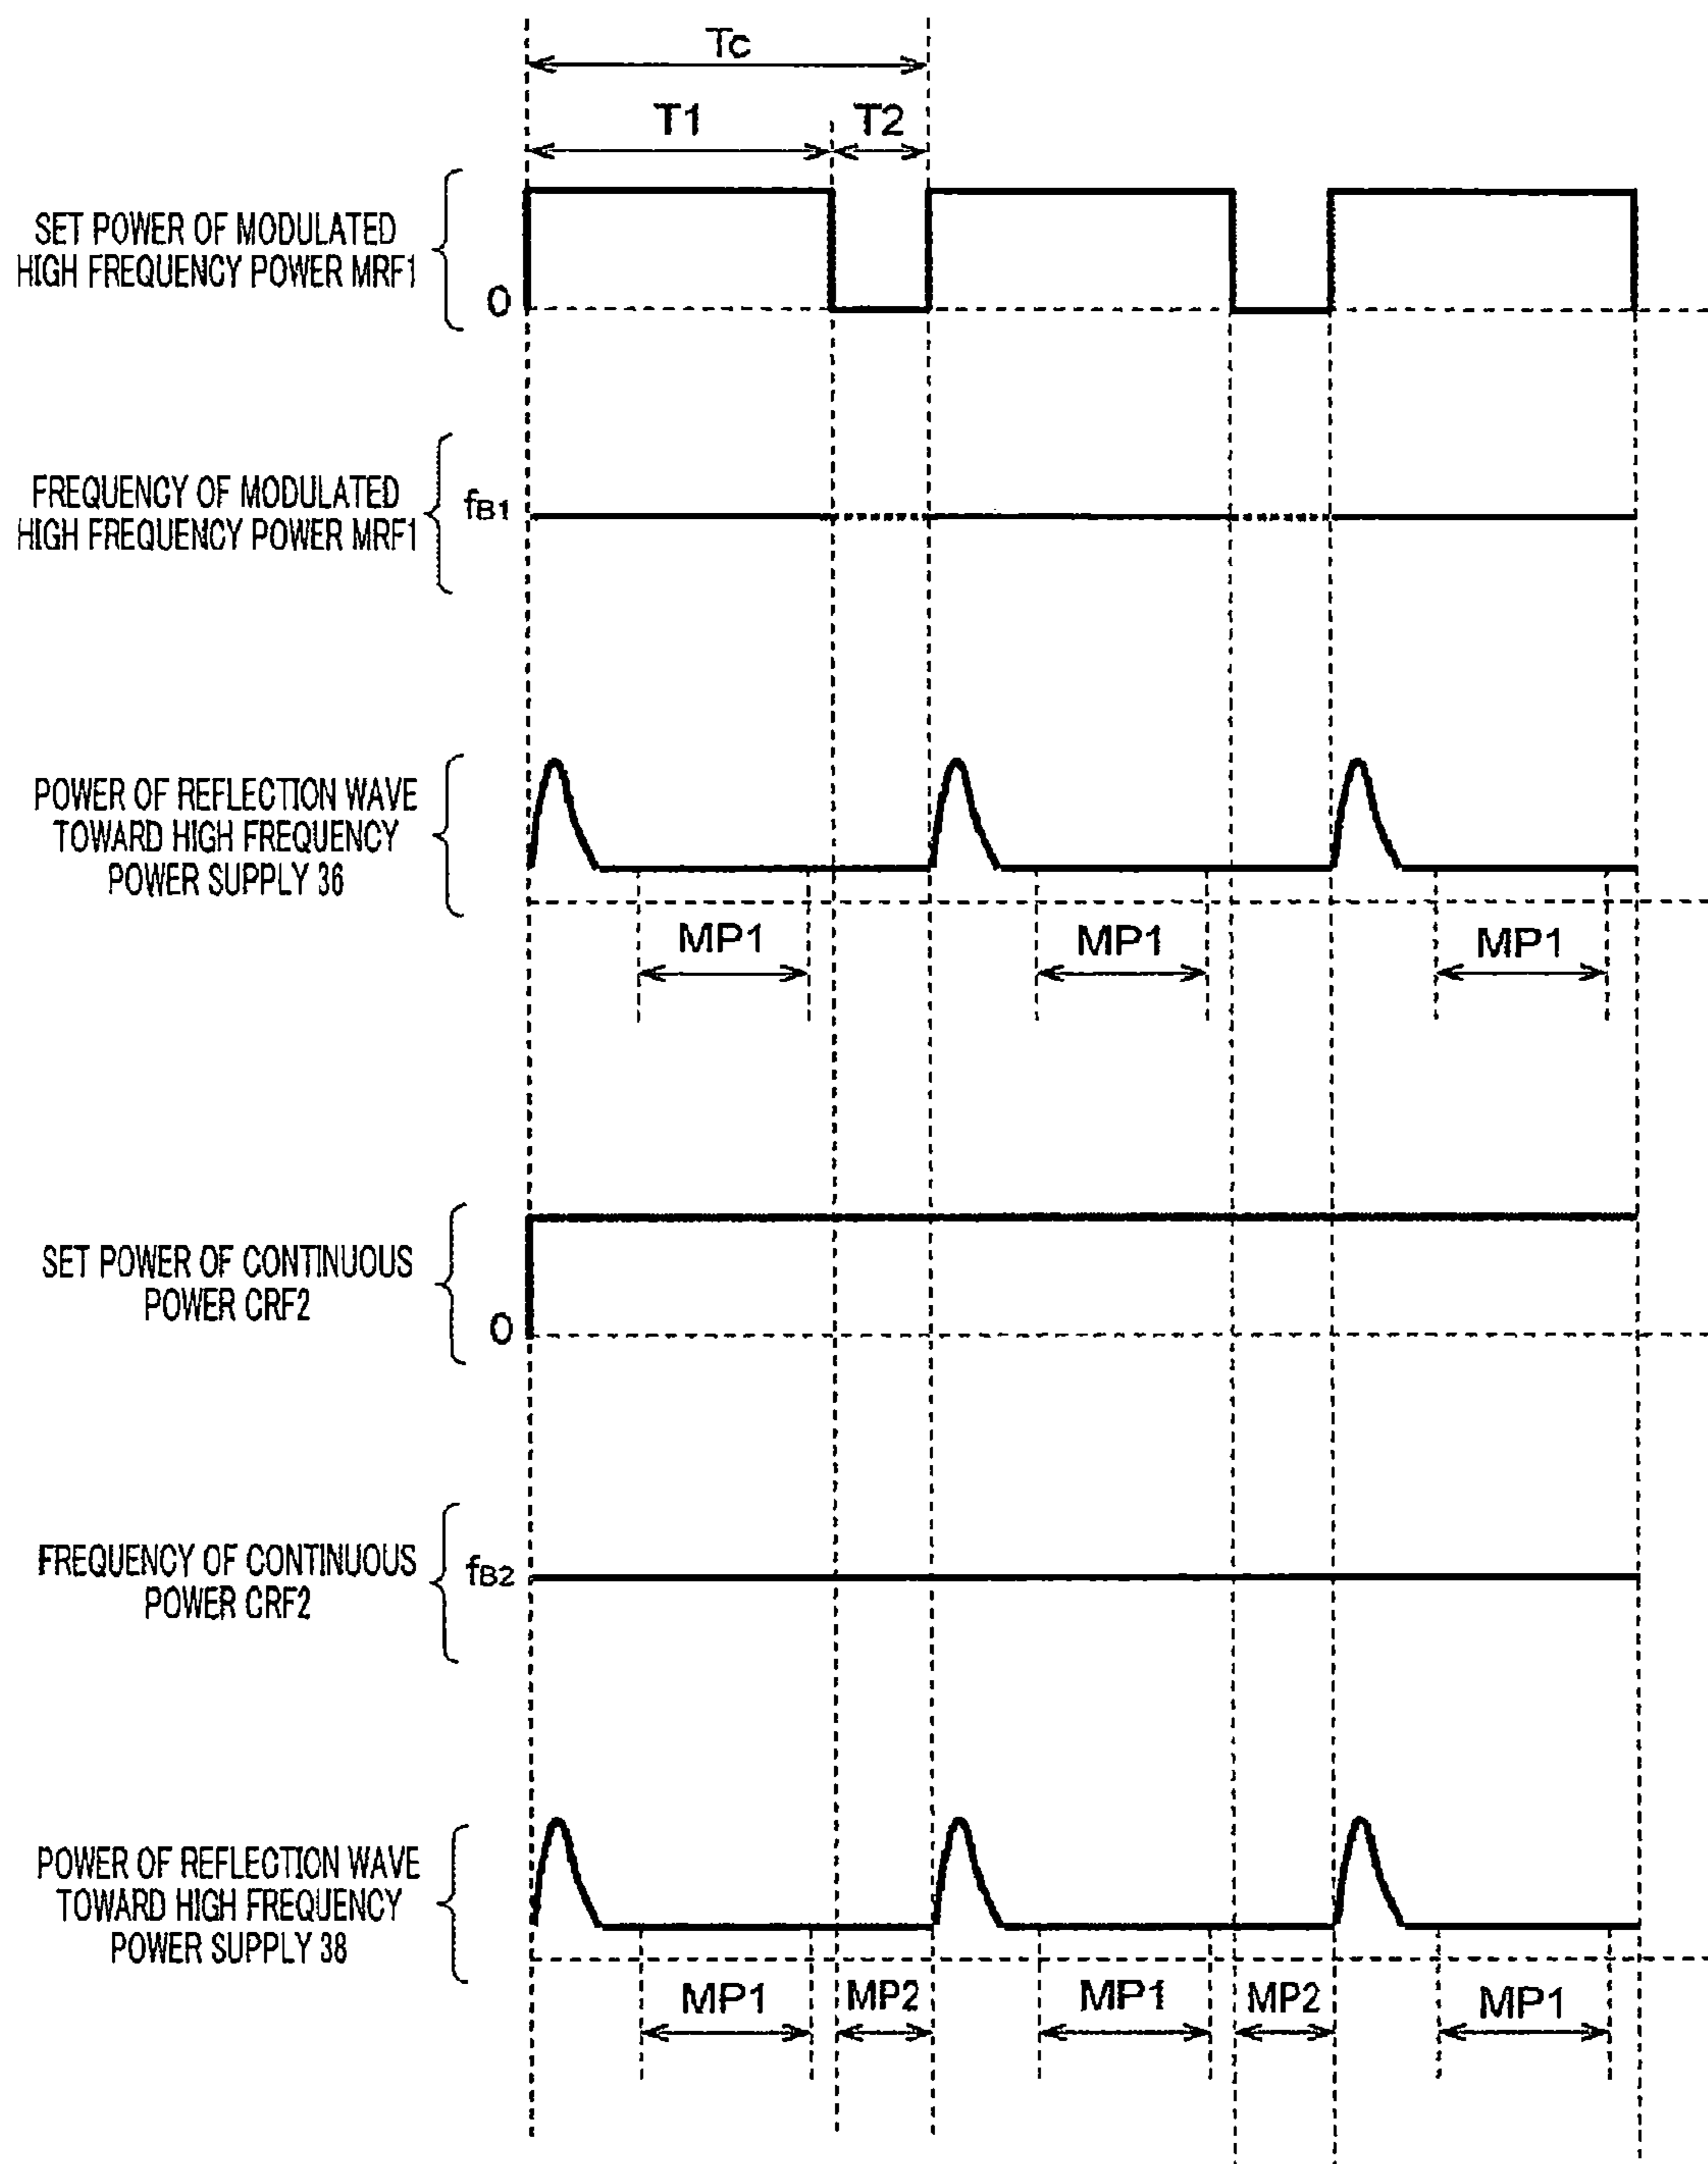 Tc
T1 T2
SET POWER OF MODULATED
HIGH FREQUENCY POWER MRF1
0
FREQUENCY OF MODULATED
HIGH FREQUENCY POWER MRF1
fB1
POWER OF REFLECTION WAVE
TOWARD HIGH FREQUENCY
POWER SUPPLY 36
MP1 MP1 MP1
SET POWER OF CONTINUOUS
POWER CRF2
0
FREQUENCY OF CONTINUOUS
POWER CRF2
fB2
POWER OF REFLECTION WAVE
TOWARD HIGH FREQUENCY
POWER SUPPLY 38
MP1 MP2 MP1 MP2 MP1